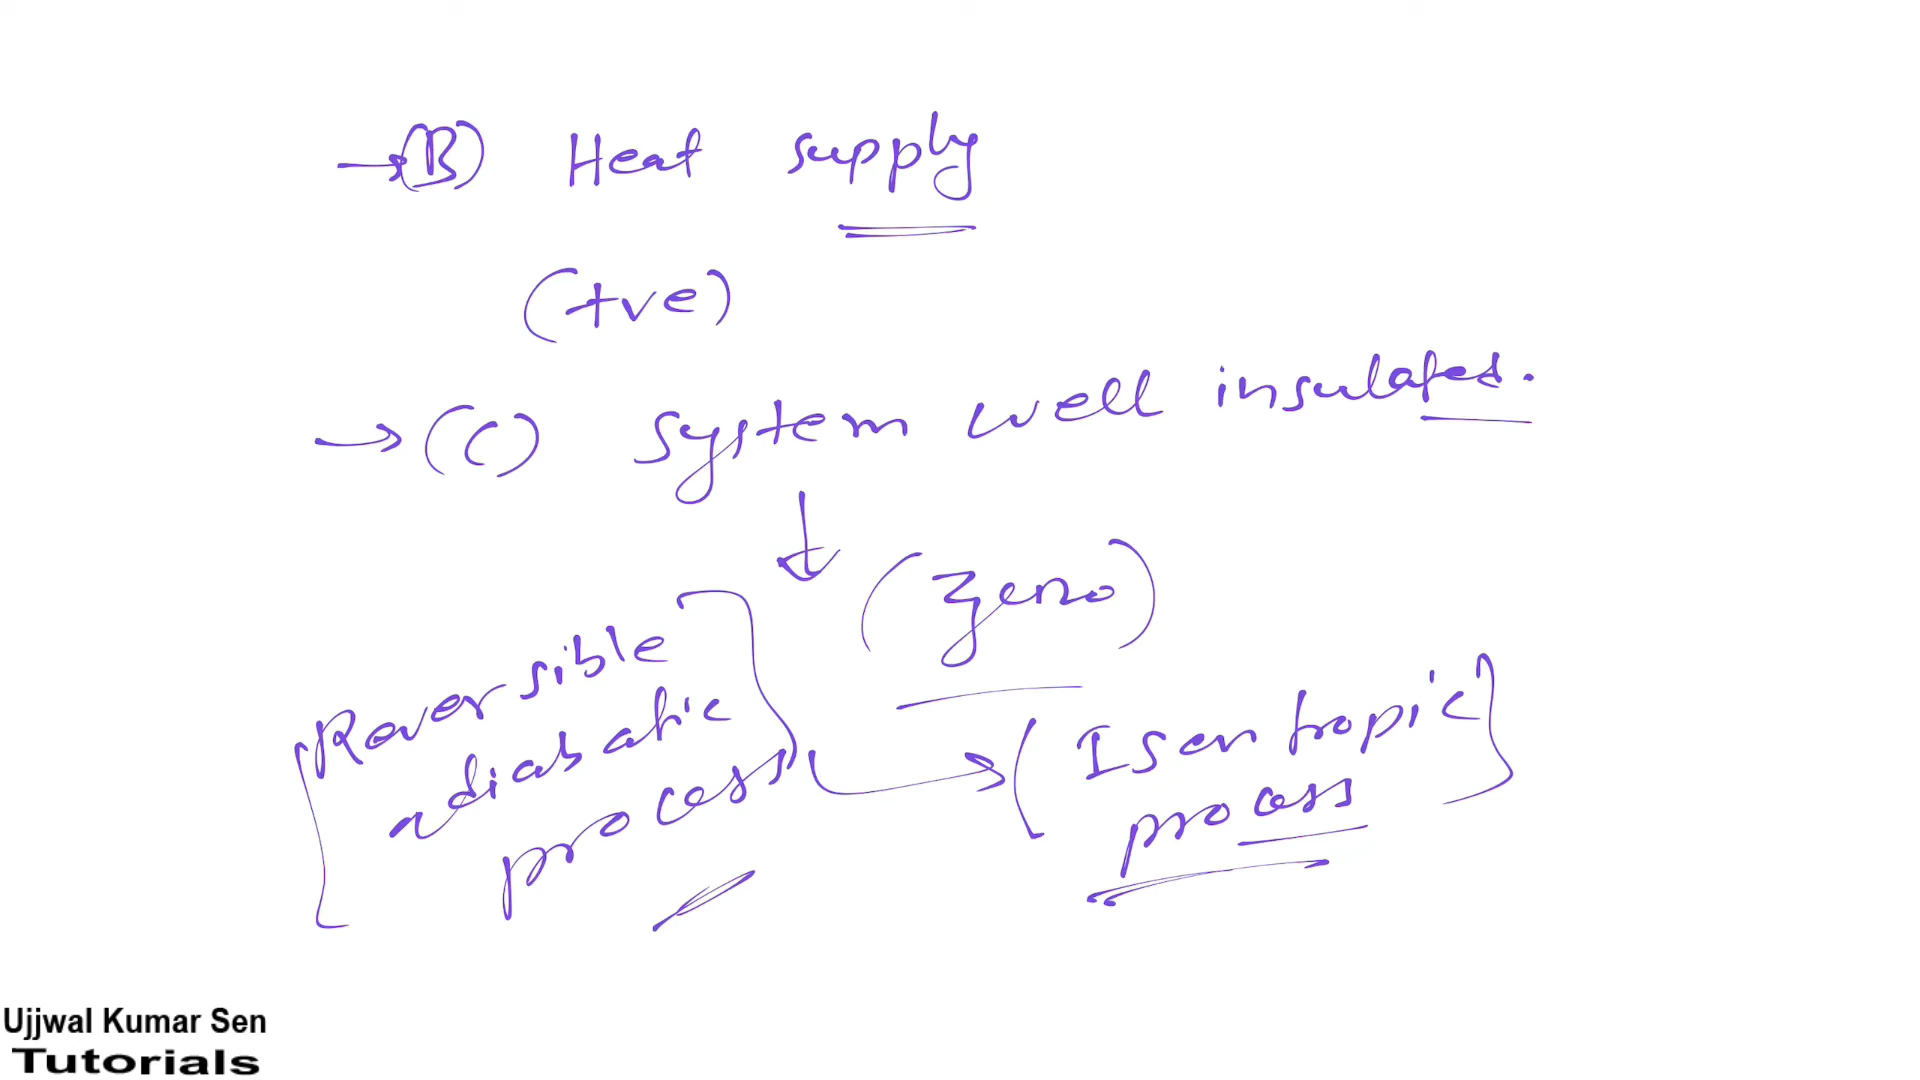 → (B) Heat supply
(+ve)
→ (C) System well insulated.
↓ (Zero)
Reversible
adiabatic
process
→ (Isentropic
process)
Ujjwal Kumar Sen
Tutorials